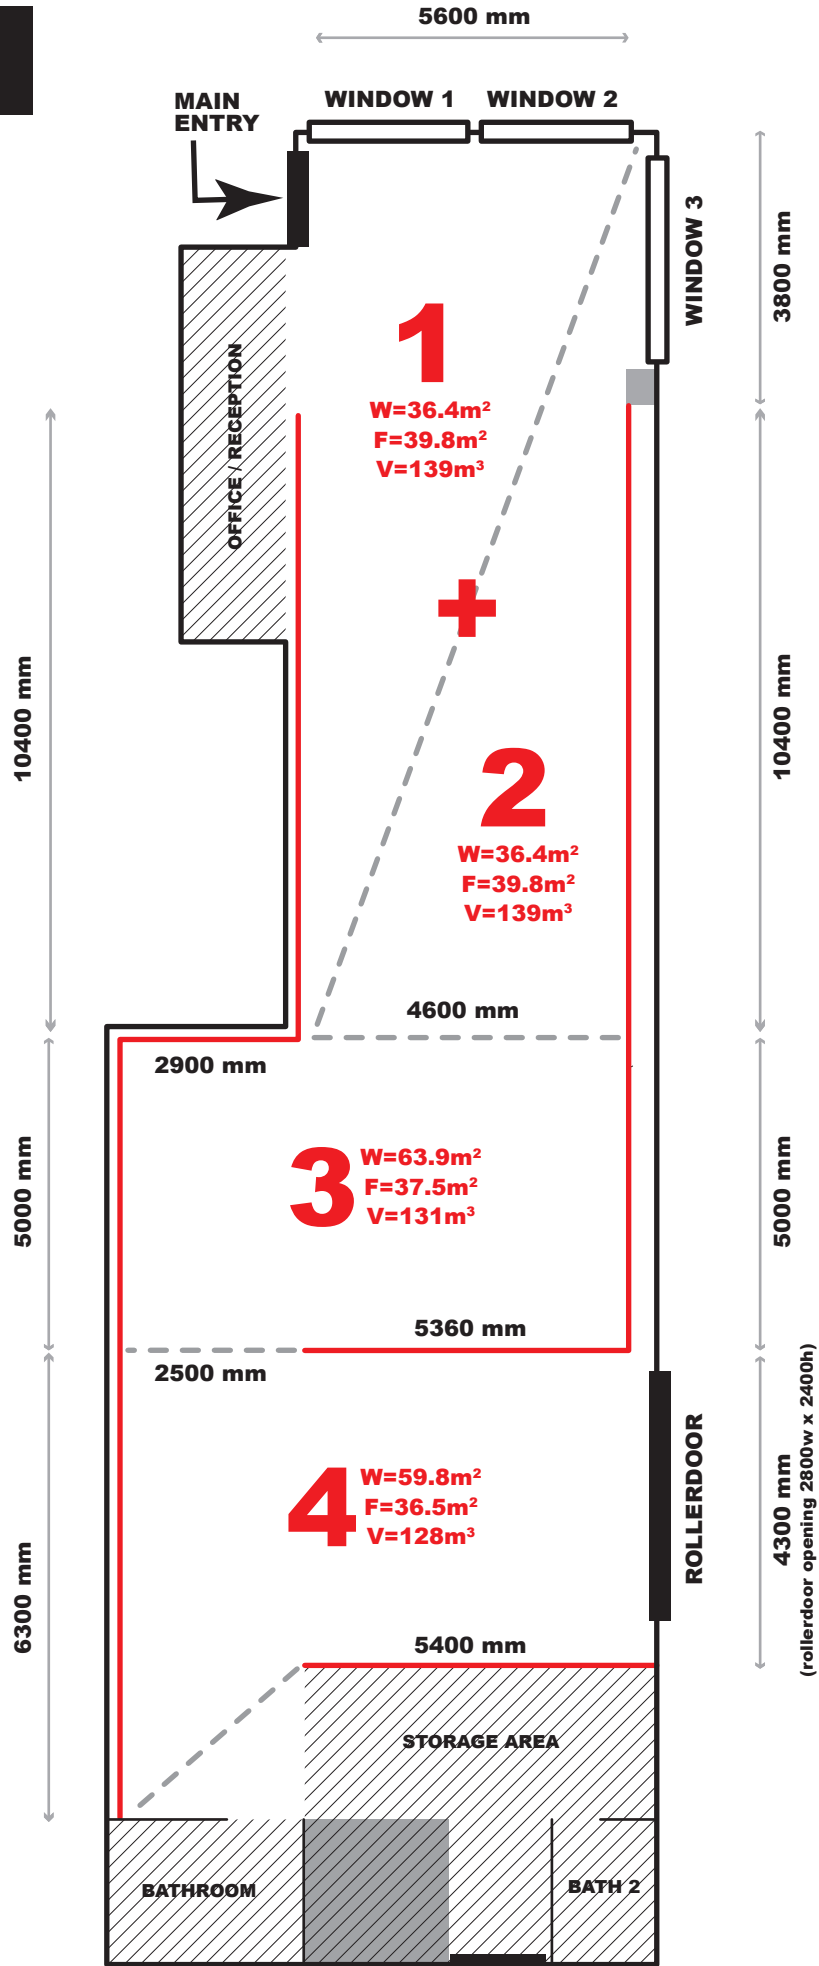 5600 mm
MAIN
ENTRY
WINDOW 1
WINDOW 2
WINDOW 3
3800 mm
1
W=36.4m²
F=39.8m²
V=139m³
OFFICE / RECEPTION
+
10400 mm
10400 mm
2
W=36.4m²
F=39.8m²
V=139m³
4600 mm
2900 mm
3
W=63.9m²
F=37.5m²
V=131m³
5000 mm
5000 mm
5360 mm
2500 mm
4
W=59.8m²
F=36.5m²
V=128m³
ROLLERDOOR
4300 mm
(rollerdoor opening 2800w x 2400h)
6300 mm
5400 mm
STORAGE AREA
BATHROOM
BATH 2